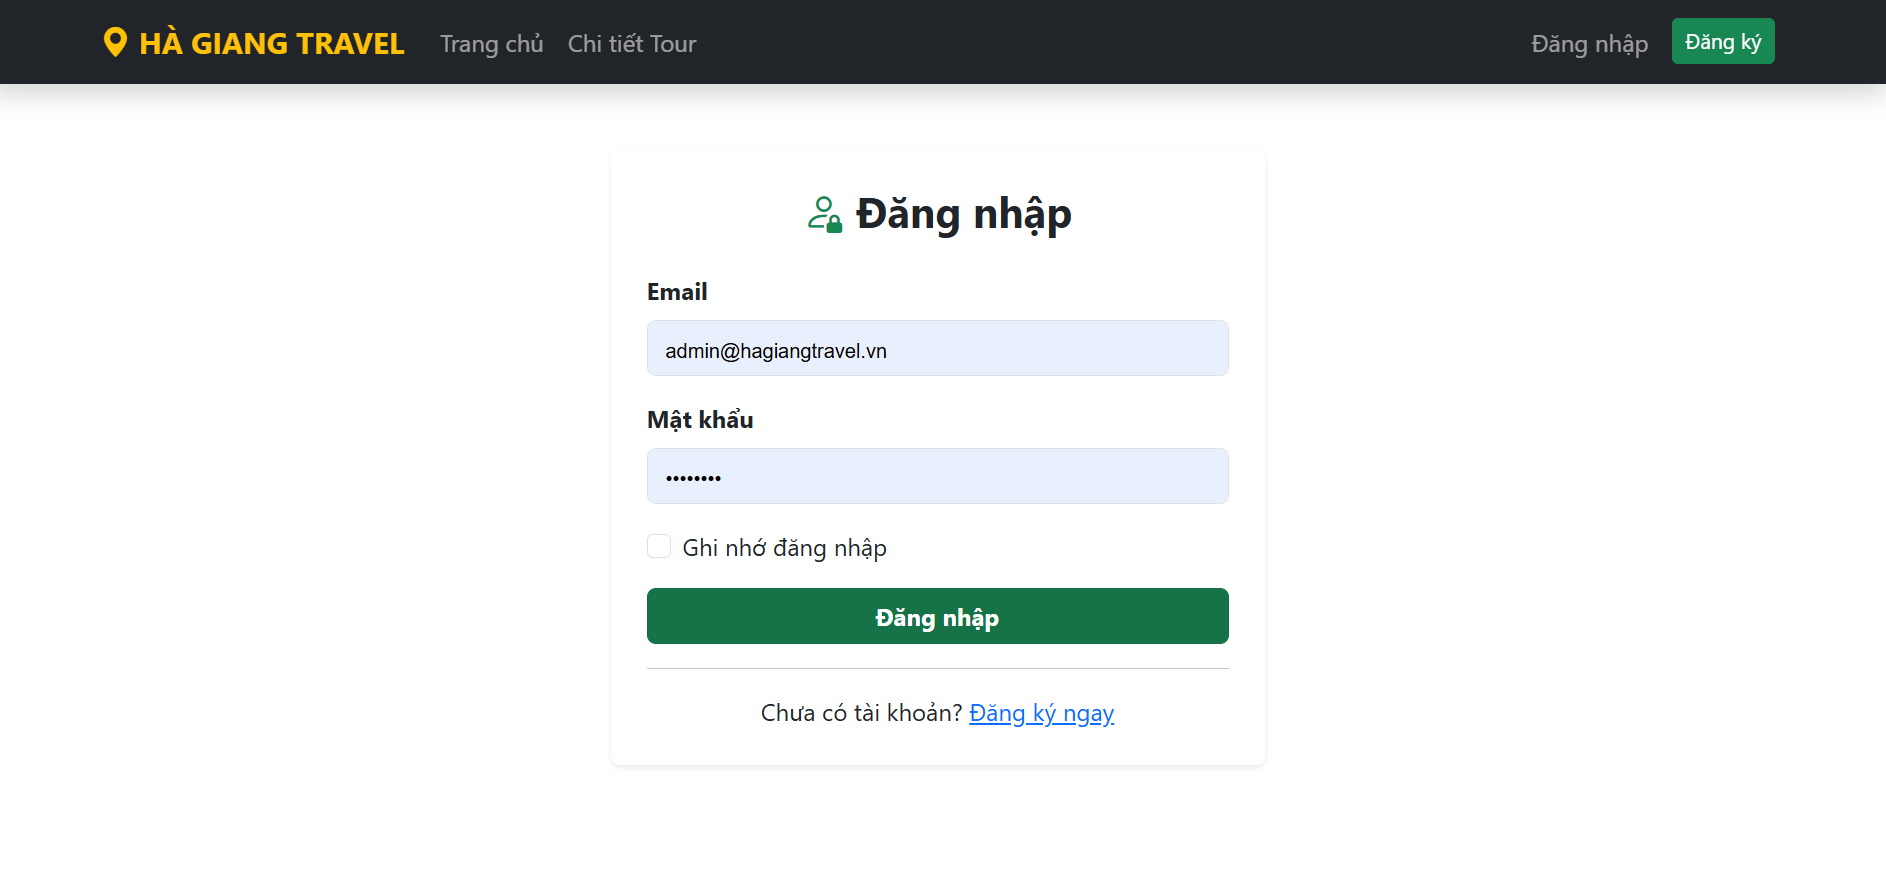 HÀ GIANG TRAVEL Trang chủ Chi tiết Tour Đăng nhập Đăng ký
Đăng nhập
Email
admin@hagiangtravel.vn
Mật khẩu
••••••••
Ghi nhớ đăng nhập
Đăng nhập
Chưa có tài khoản? Đăng ký ngay